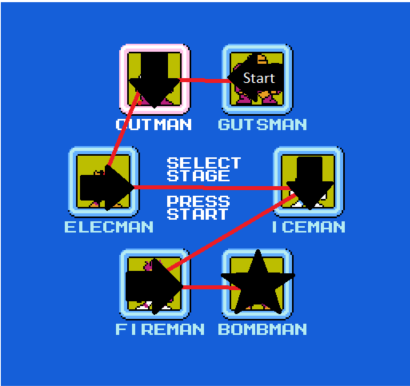 Start
CUTMAN GUTSMAN
SELECT
STAGE
PRESS
START
ELECMAN ICEMAN
FIREMAN BOMBMAN